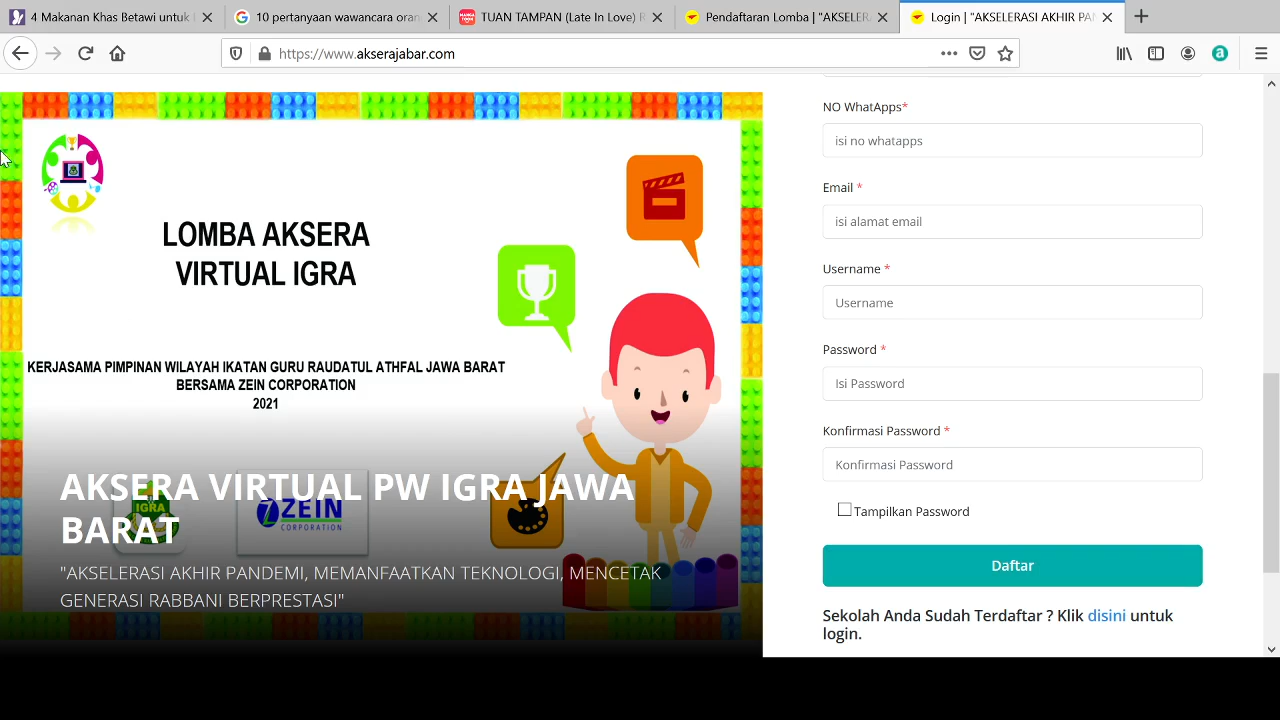 4 Makanan Khas Betawi untuk
10 pertanyaan wawancara oran
TUAN TAMPAN (Late In Love) B
Pendaftaran Lomba | "AKSELER
Login | "AKSELERASI AKHIR PAN
https://www.akserajabar.com
LOMBA AKSERA
VIRTUAL IGRA
KERJASAMA PIMPINAN WILAYAH IKATAN GURU RAUDATUL ATHFAL JAWA BARAT
BERSAMA ZEIN CORPORATION
2021
IGRA
ZEIN
CORPORATION
AKSERA VIRTUAL PW IGRA JAWA
BARAT
"AKSELERASI AKHIR PANDEMI, MEMANFAATKAN TEKNOLOGI, MENCETAK
GENERASI RABBANI BERPRESTASI"
NO WhatApps*
isi no whatapps
Email *
isi alamat email
Username *
Username
Password *
Isi Password
Konfirmasi Password *
Konfirmasi Password
Tampilkan Password
Daftar
Sekolah Anda Sudah Terdaftar ? Klik disini untuk
login.